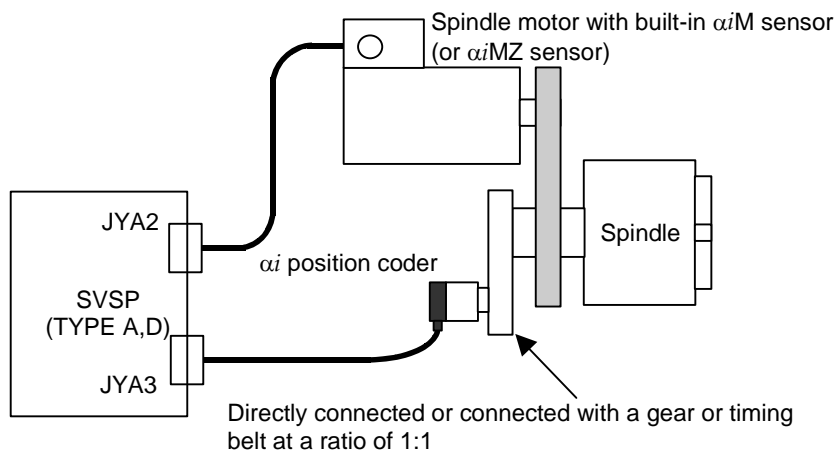 Spindle motor with built-in αiM sensor
(or αiMZ sensor)
JYA2
αi position coder
Spindle
SVSP
(TYPE A,D)
JYA3
Directly connected or connected with a gear or timing
belt at a ratio of 1:1